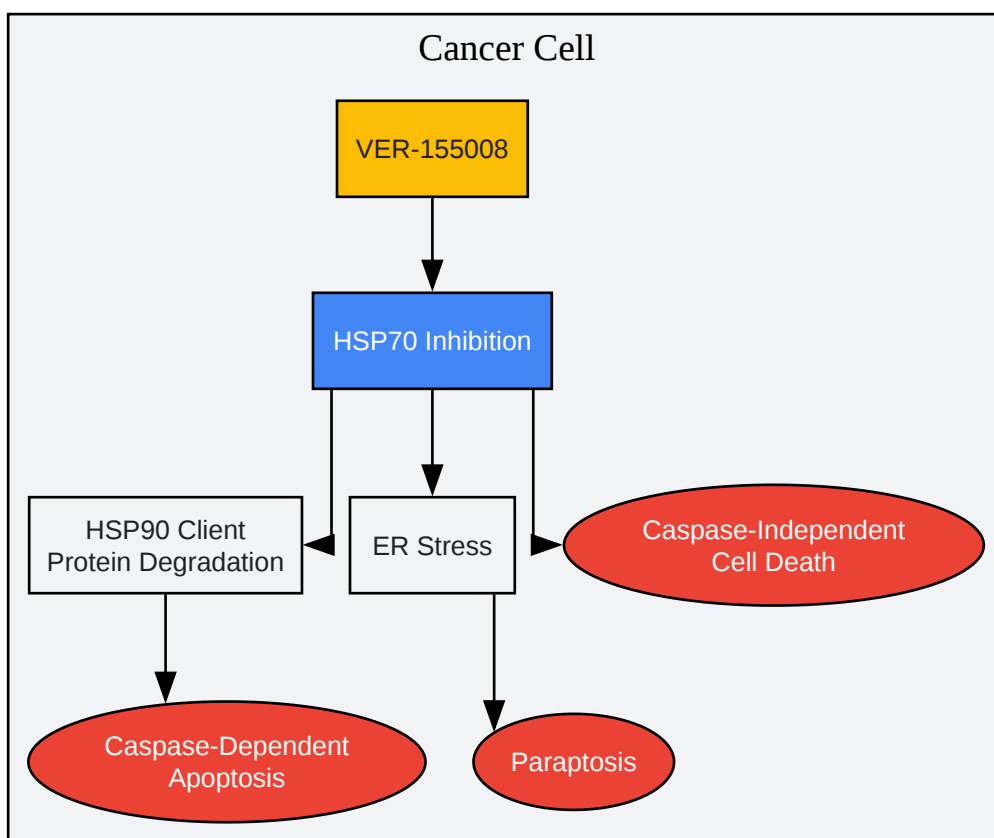 Cancer Cell
VER-155008
HSP70 Inhibition
HSP90 Client
Protein Degradation
ER Stress
Caspase-Independent
Cell Death
Caspase-Dependent
Apoptosis
Paraptosis